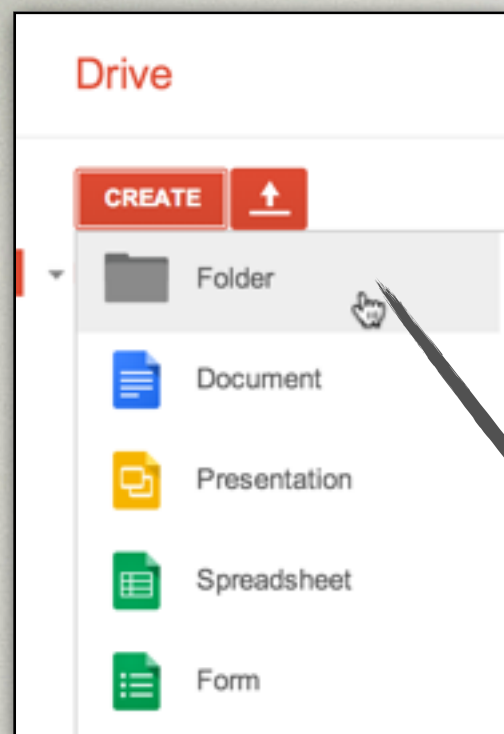 Drive
CREATE
Folder
Document
Presentation
Spreadsheet
Form